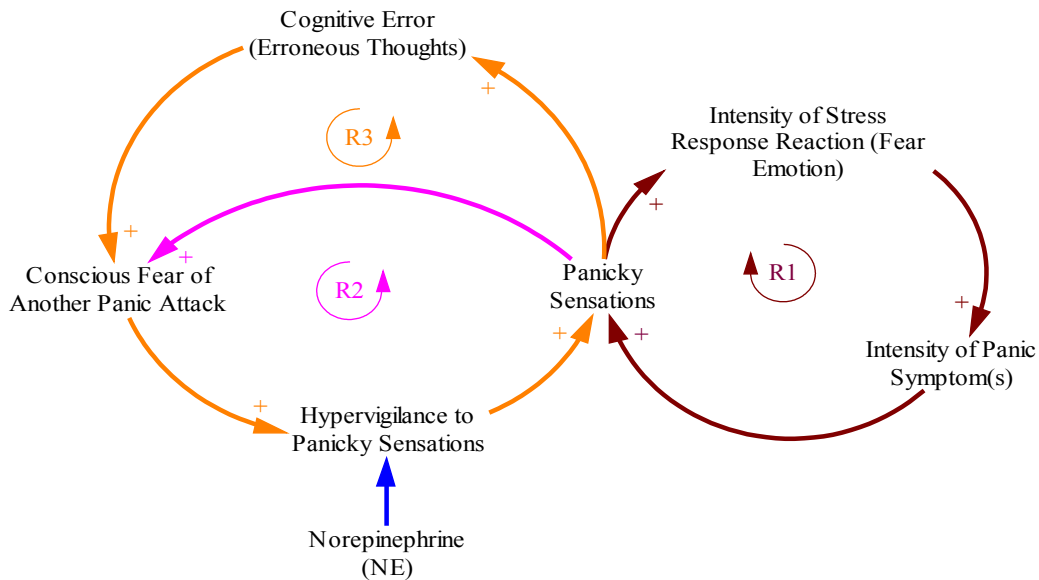 Cognitive Error
(Erroneous Thoughts)
+
+
R3
Intensity of Stress
Response Reaction (Fear
Emotion)
+
+
+
Conscious Fear of
Another Panic Attack
R2
Panicky
Sensations
R1
+
+
+
Intensity of Panic
Symptom(s)
+
Hypervigilance to
Panicky Sensations
Norepinephrine
(NE)